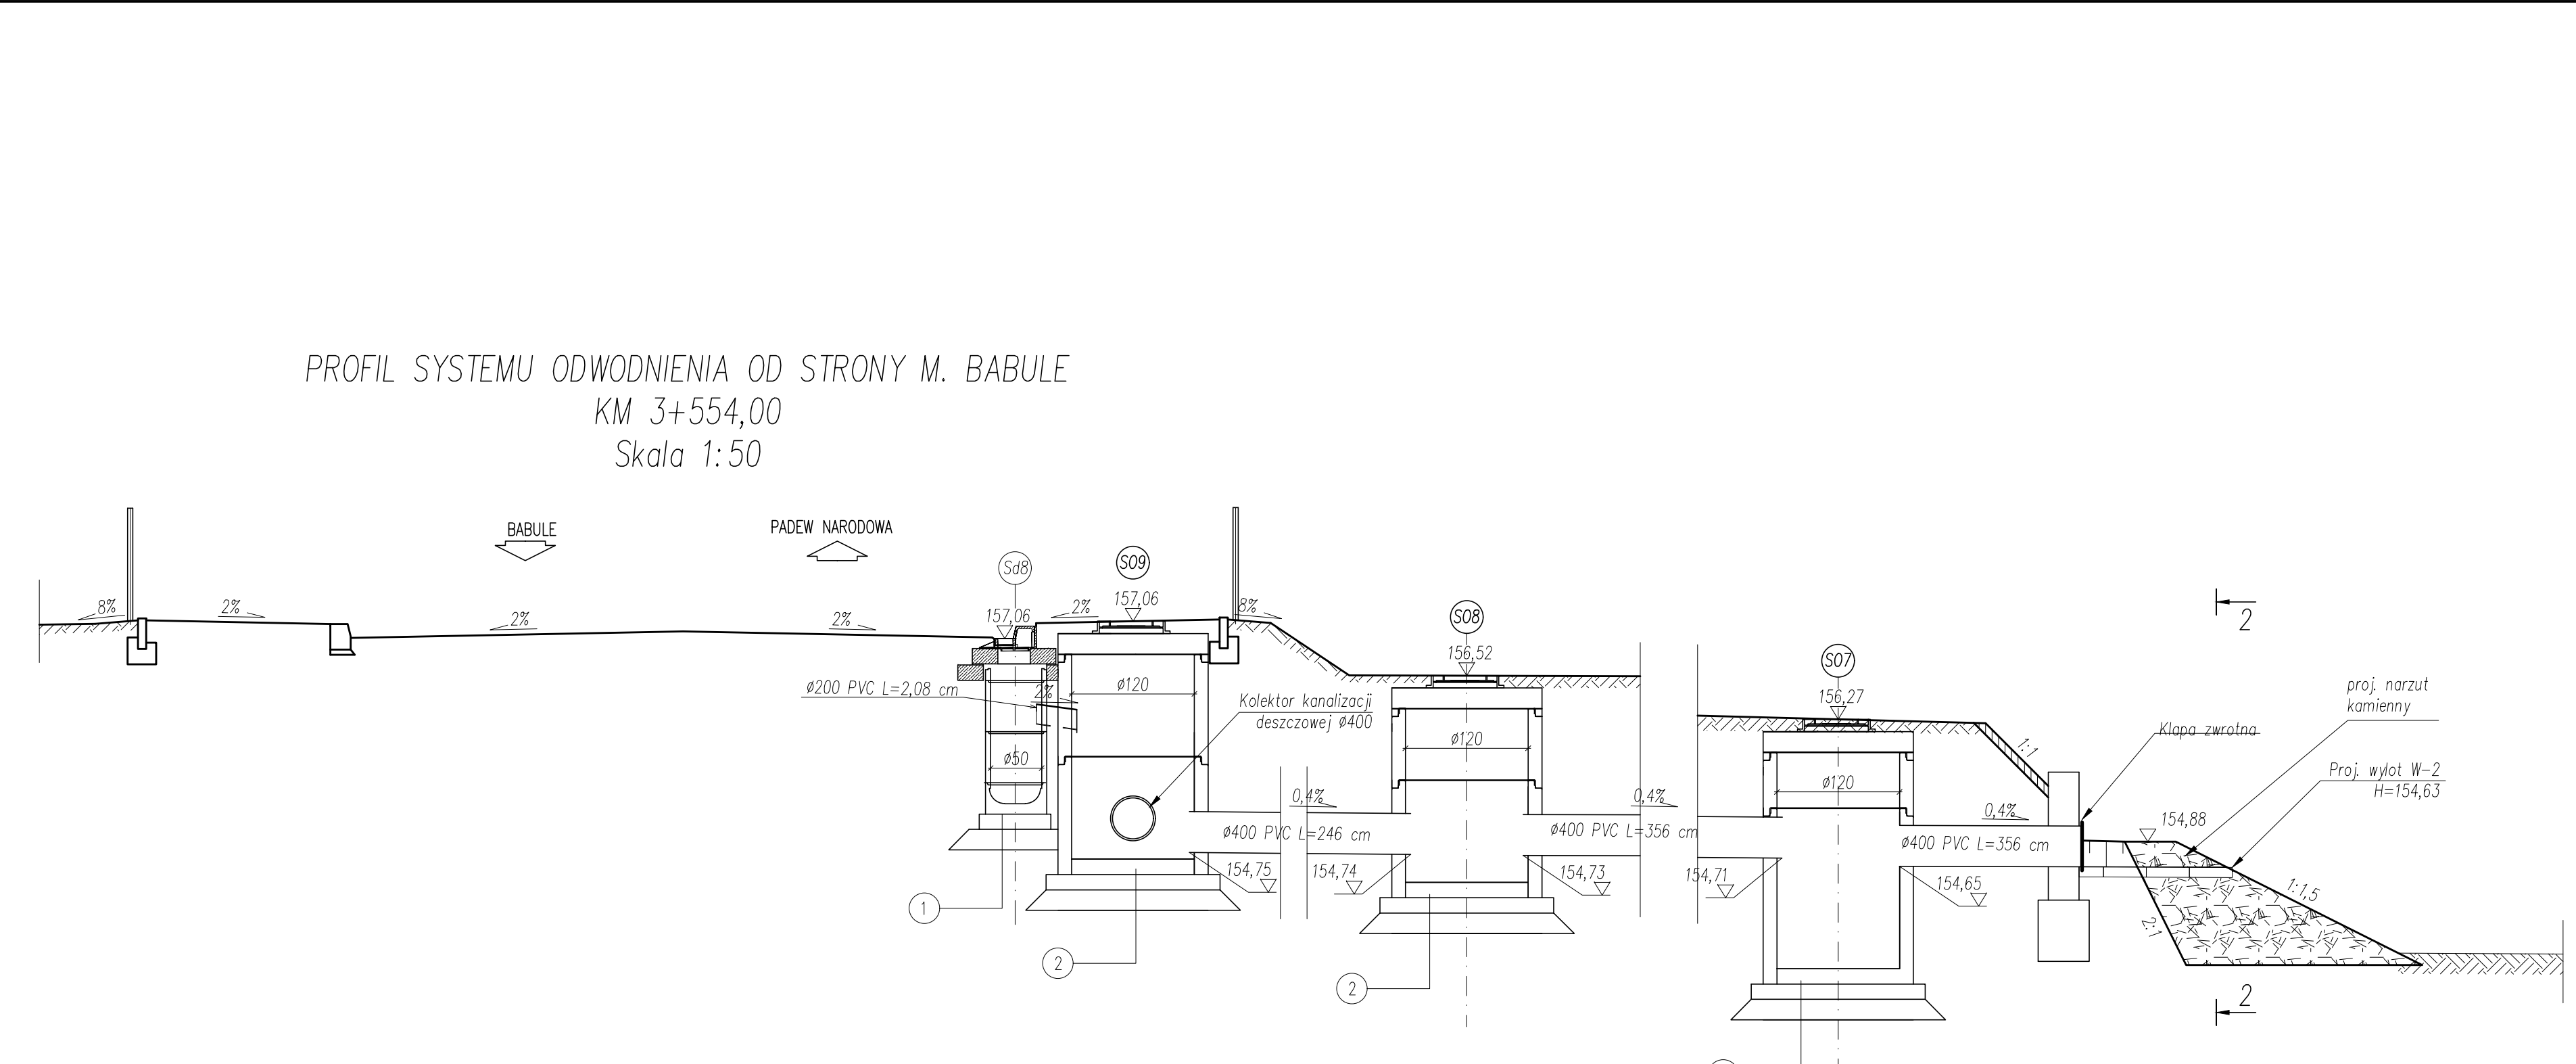 PROFIL SYSTEMU ODWODNIENIA OD STRONY M. BABULE
KM 3+554,00
Skala 1:50
BABULE
PADEW NARODOWA
Sd8
S09
S08
S07
8%
2%
2%
2%
157,06
2%
157,06
8%
156,52
156,27
2
ø200 PVC L=2,08 cm
2%
ø120
ø50
Kolektor kanalizacji
deszczowej ø400
ø120
ø120
1:1
Klapa zwrotna
proj. narzut
kamienny
Proj. wylot W-2
H=154,63
0,4%
0,4%
0,4%
ø400 PVC L=246 cm
ø400 PVC L=356 cm
ø400 PVC L=356 cm
154,88
154,75
154,74
154,73
154,71
154,65
1:1,5
2:1
1
2
2
2